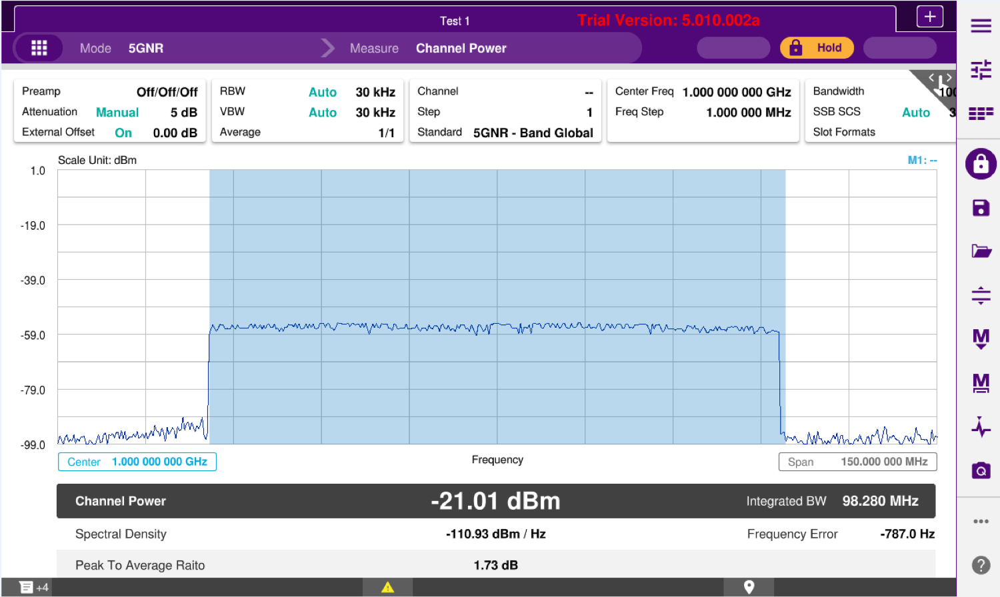 Test 1
Trial Version: 5.010.002a
Mode 5GNR
Measure Channel Power
Hold
Preamp Off/Off/Off
Attenuation Manual 5 dB
External Offset On 0.00 dB
RBW Auto 30 kHz
VBW Auto 30 kHz
Average 1/1
Channel --
Step 1
Standard 5GNR - Band Global
Center Freq 1.000 000 000 GHz
Freq Step 1.000 MHz
Bandwidth 100
SSB SCS Auto 3
Slot Formats
Scale Unit: dBm
M1: --
1.0
-19.0
-39.0
-59.0
-79.0
-99.0
Center 1.000 000 000 GHz
Frequency
Span 150.000 000 MHz
Channel Power -21.01 dBm Integrated BW 98.280 MHz
Spectral Density -110.93 dBm / Hz Frequency Error -787.0 Hz
Peak To Average Raito 1.73 dB
+4
M
M
Q
?